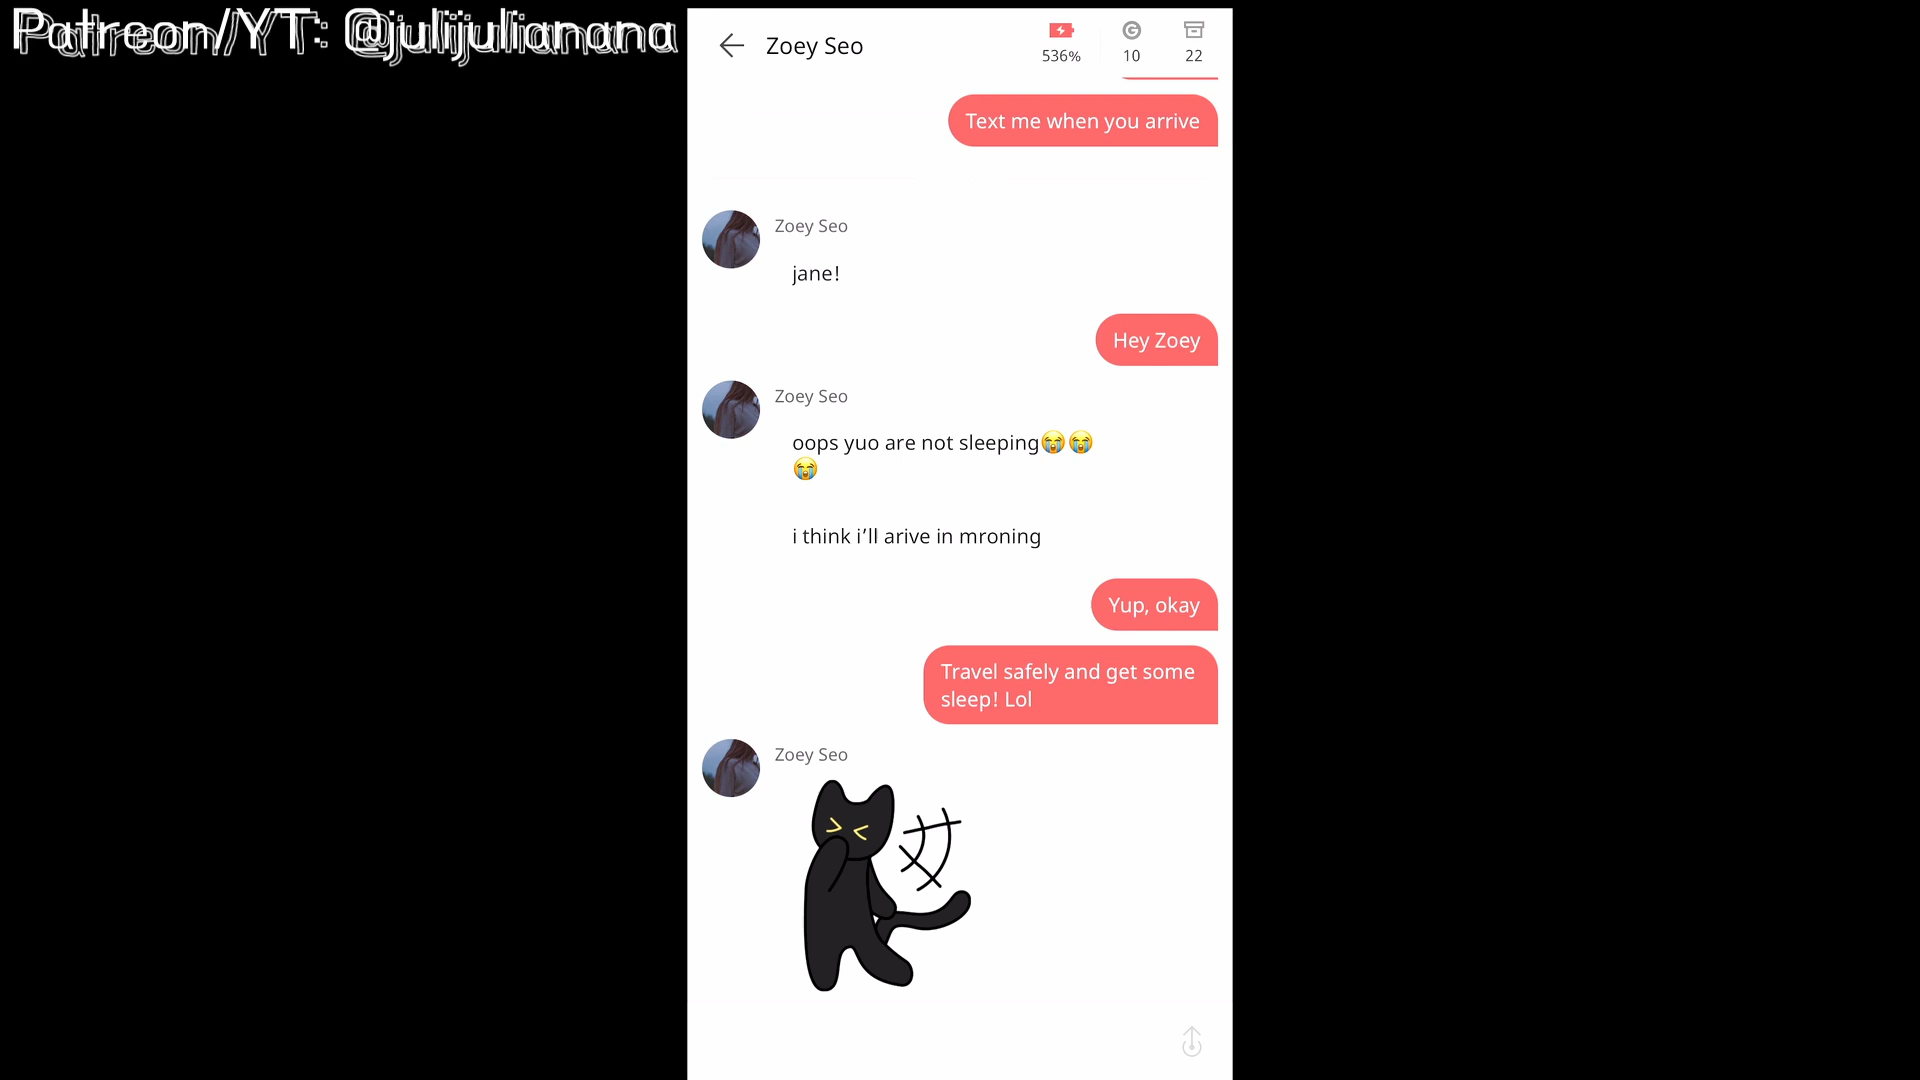 Patreon/YT: @julijulianana
Zoey Seo
536%
10
22
Text me when you arrive
Zoey Seo
jane!
Hey Zoey
Zoey Seo
oops yuo are not sleeping😭😭
😭
i think i’ll arive in mroning
Yup, okay
Travel safely and get some
sleep! Lol
Zoey Seo